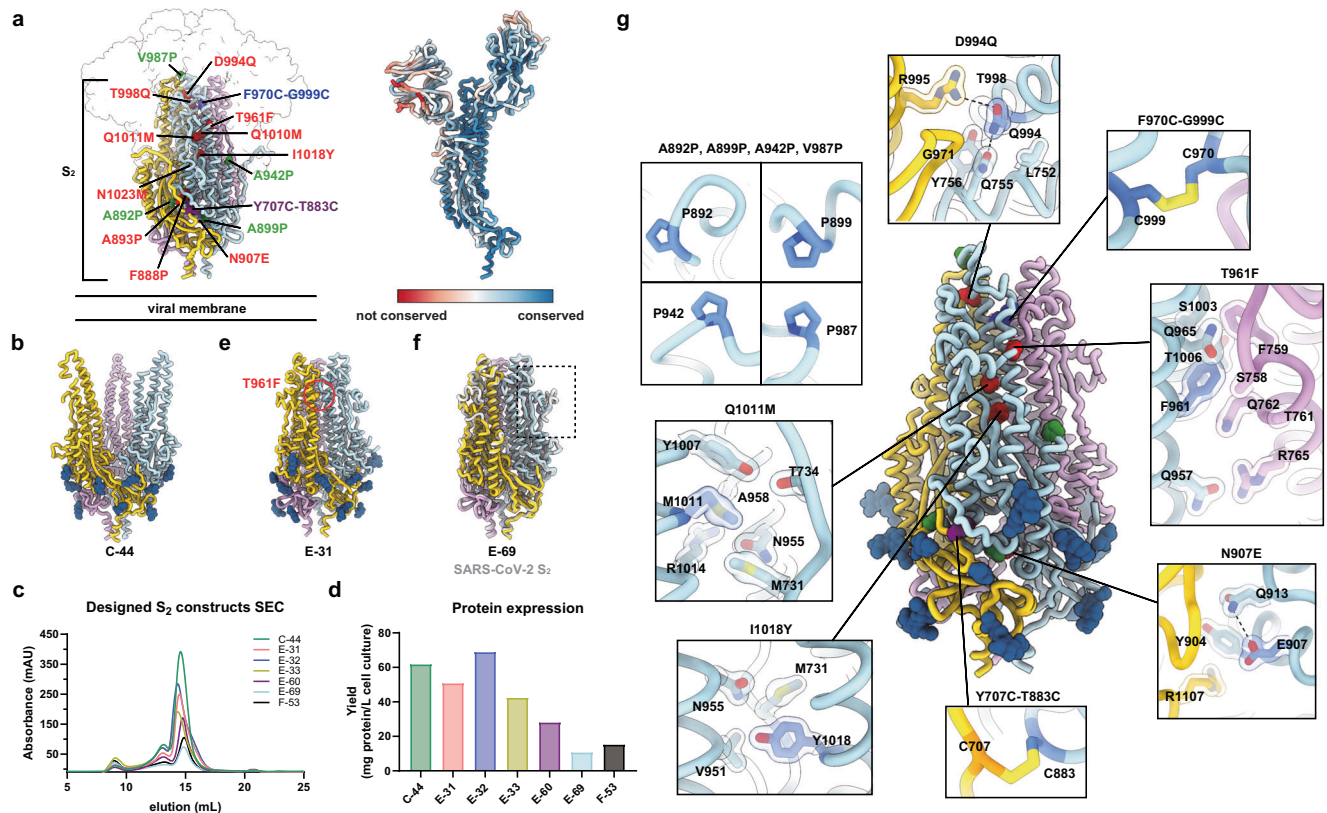 a
V987P
D994Q
T998Q
F970C-G999C
T961F
Q1011M
Q1010M
I1018Y
S2
A942P
N1023M
A892P
Y707C-T883C
A893P
A899P
F888P
N907E
viral membrane
not conserved
conserved
b
C-44
e
T961F
E-31
f
E-69
SARS-CoV-2 S2
c
Designed S2 constructs SEC
Absorbance (mAU)
450
350
250
150
50
5
10
15
20
25
elution (mL)
C-44
E-31
E-32
E-33
E-60
E-69
F-53
d
Protein expression
Yield
(mg protein/L cell culture)
80
60
40
20
0
C-44
E-31
E-32
E-33
E-60
E-69
F-53
g
D994Q
R995
T998
Q994
G971
Y756
Q755
L752
F970C-G999C
C970
C999
A892P, A899P, A942P, V987P
P892
P899
P942
P987
T961F
S1003
Q965
T1006
F759
S758
F961
Q762
T761
R765
Q957
Q1011M
Y1007
T734
M1011
A958
N955
R1014
M731
N907E
Q913
Y904
E907
R1107
I1018Y
M731
N955
Y1018
V951
Y707C-T883C
C707
C883